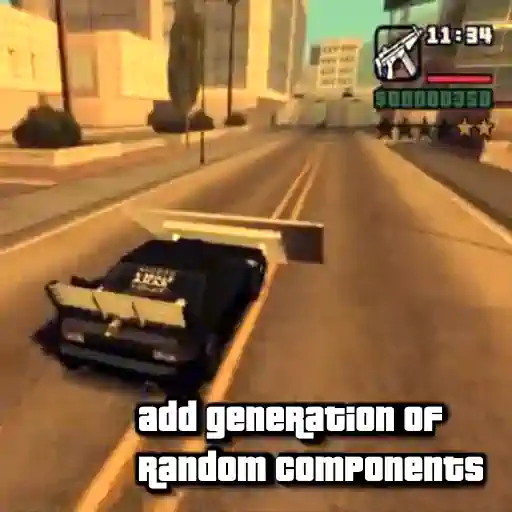 11:34
$00000350
add generation of
random components